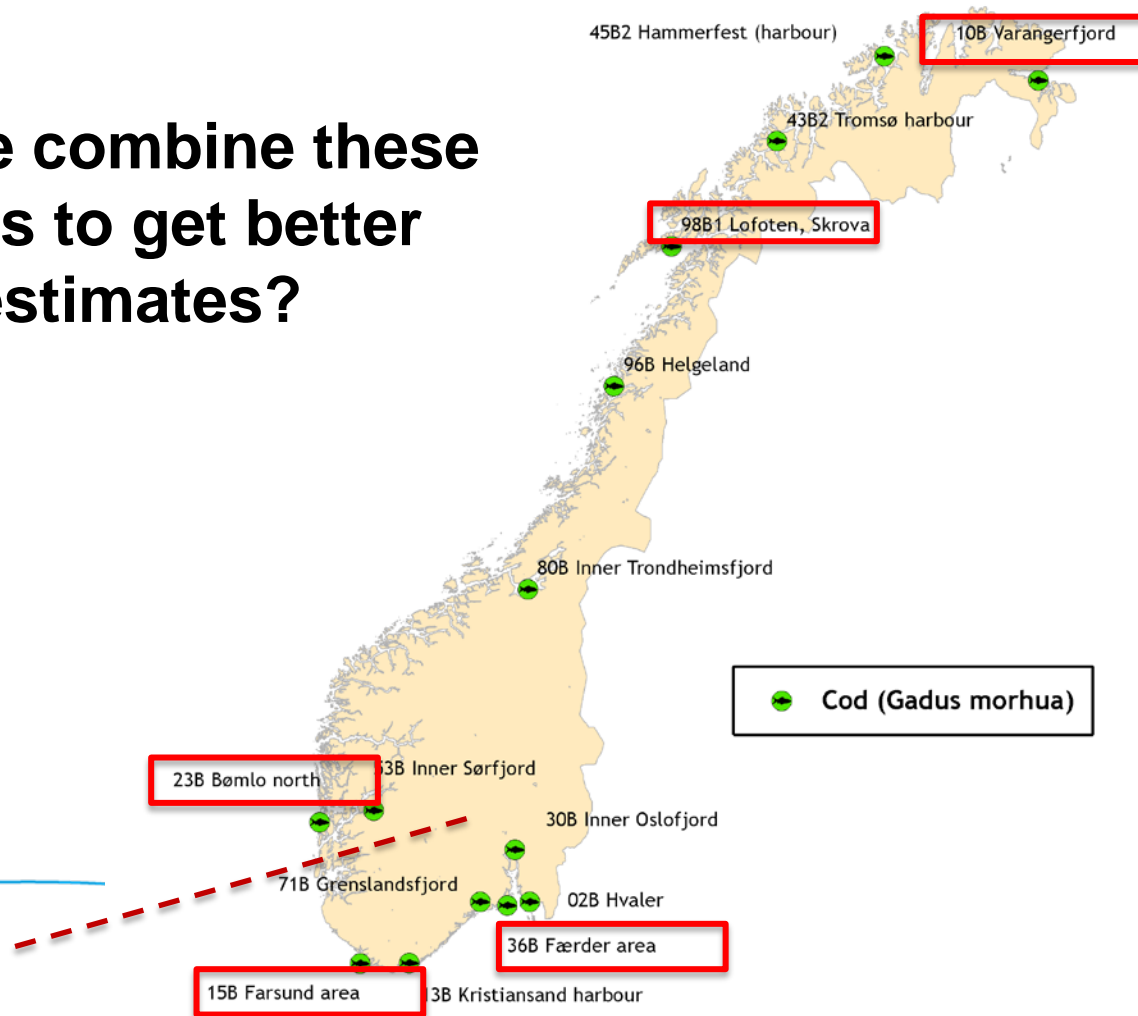 45B2 Hammerfest (harbour)
10B Varangerfjord
e combine these
43B2 Tromsø harbour
s to get better
98B1 Lofoten, Skrova
estimates?
96B Helgeland
80B Inner Trondheimsfjord
Cod (Gadus morhua)
23B Bømlo north
63B Inner Sørfjord
30B Inner Oslofjord
71B Grenslandsfjord
02B Hvaler
36B Færder area
15B Farsund area
13B Kristiansand harbour